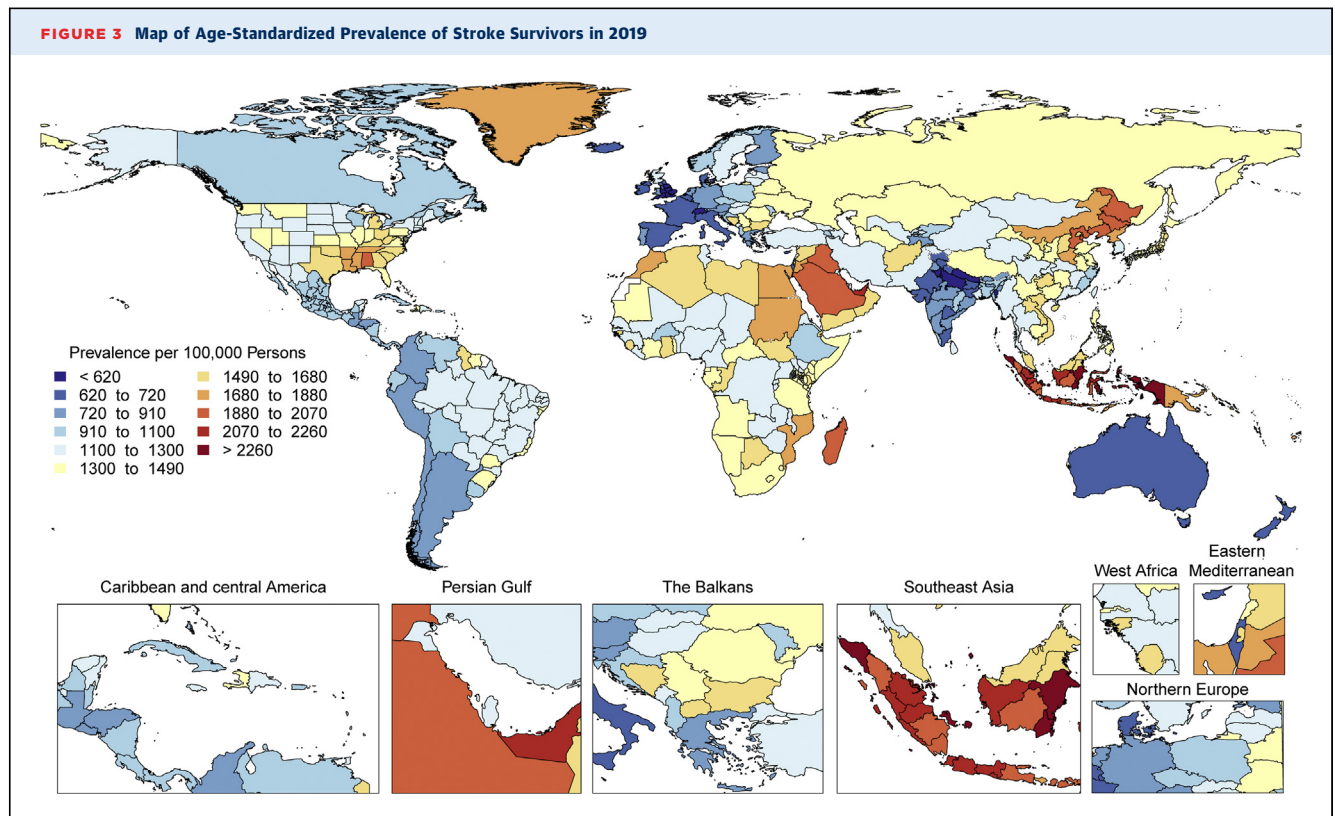 FIGURE 3 Map of Age-Standardized Prevalence of Stroke Survivors in 2019
Prevalence per 100,000 Persons
< 620
620 to 720
720 to 910
910 to 1100
1100 to 1300
1300 to 1490
1490 to 1680
1680 to 1880
1880 to 2070
2070 to 2260
> 2260
Caribbean and central America
Persian Gulf
The Balkans
Southeast Asia
West Africa
Eastern
Mediterranean
Northern Europe